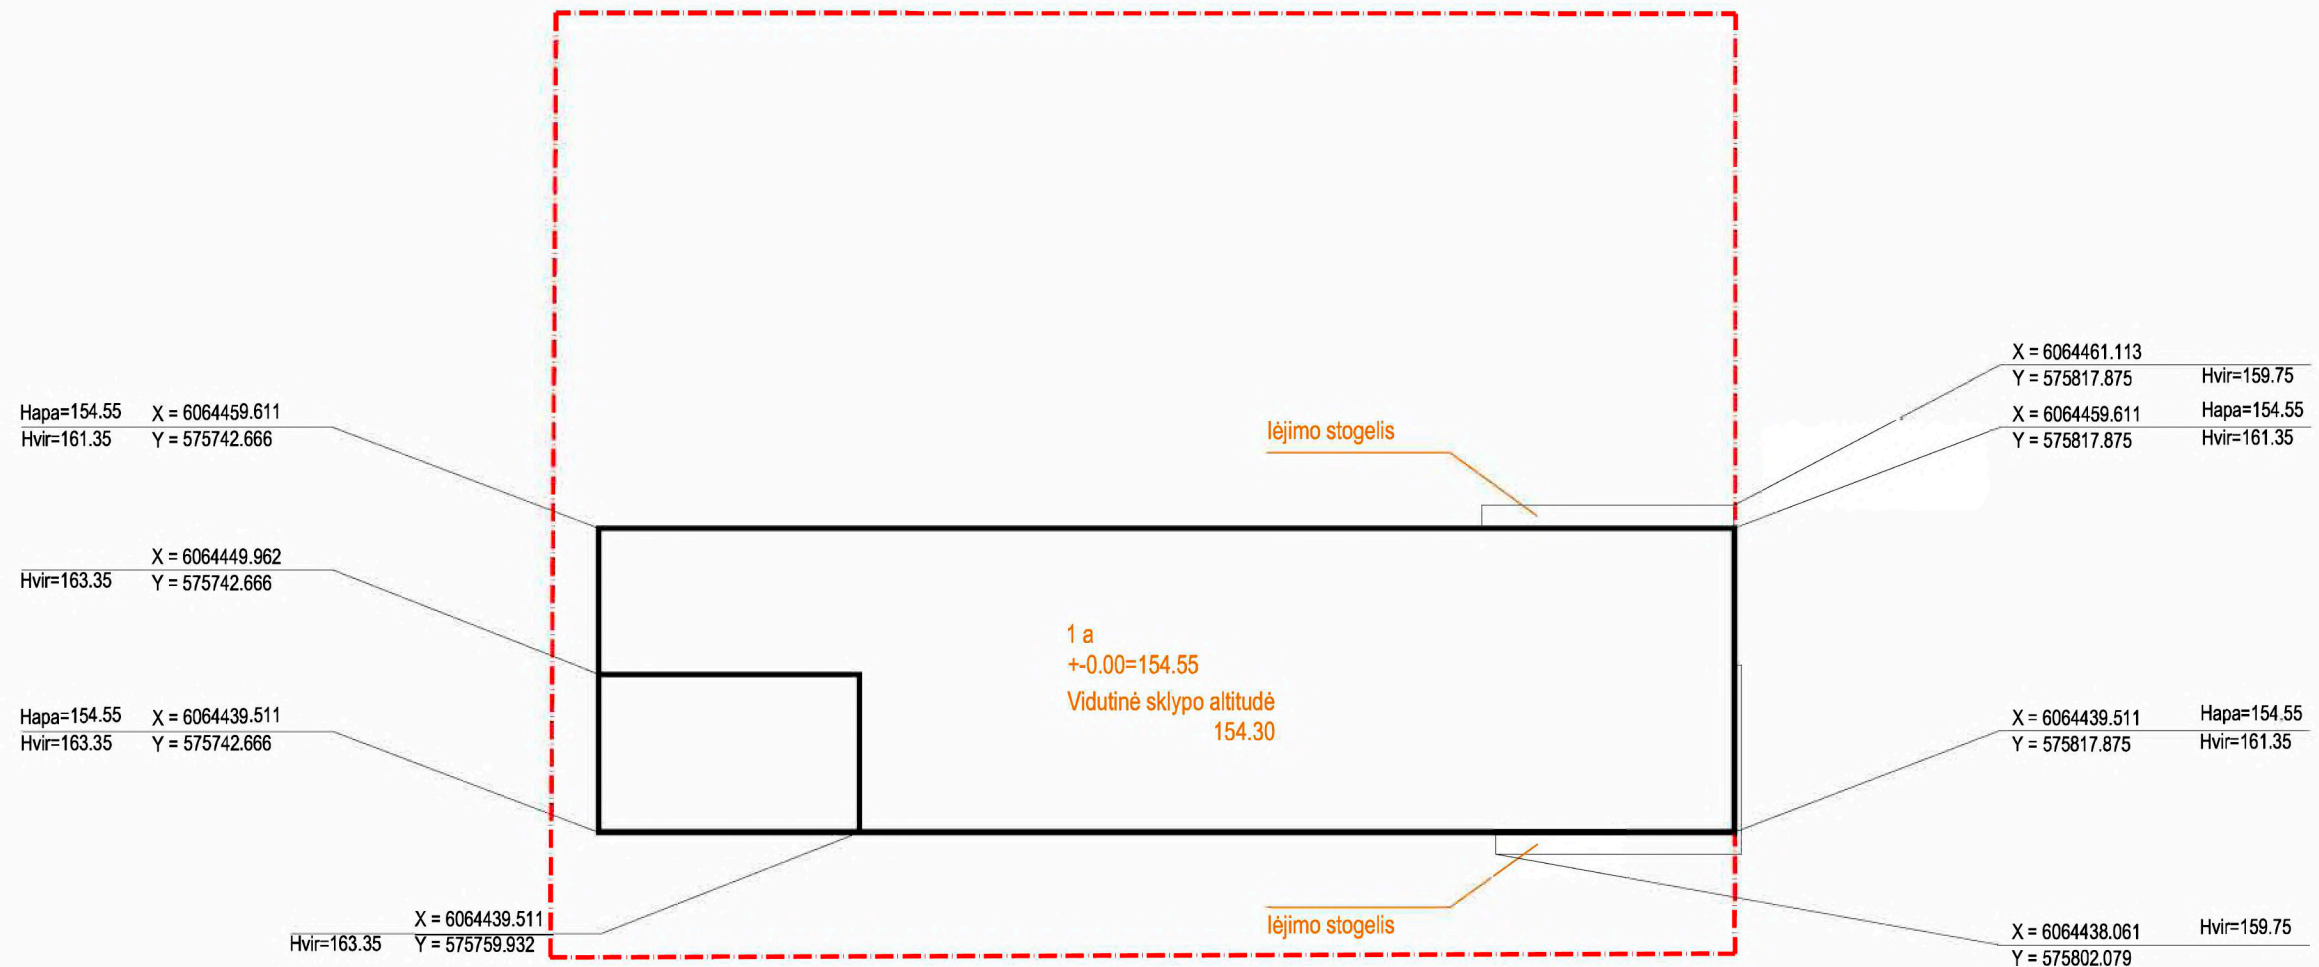 Hapa=154.55 X = 6064459.611
Hvir=161.35 Y = 575742.666
X = 6064449.962
Hvir=163.35 Y = 575742.666
Hapa=154.55 X = 6064439.511
Hvir=163.35 Y = 575742.666
X = 6064439.511
Hvir=163.35 Y = 575759.932
Iėjimo stogelis
1 a
+-0.00=154.55
Vidutinė sklypo altitudė
154.30
Iėjimo stogelis
X = 6064461.113
Y = 575817.875 Hvir=159.75
X = 6064459.611 Hapa=154.55
Y = 575817.875 Hvir=161.35
X = 6064439.511 Hapa=154.55
Y = 575817.875 Hvir=161.35
X = 6064438.061 Hvir=159.75
Y = 575802.079